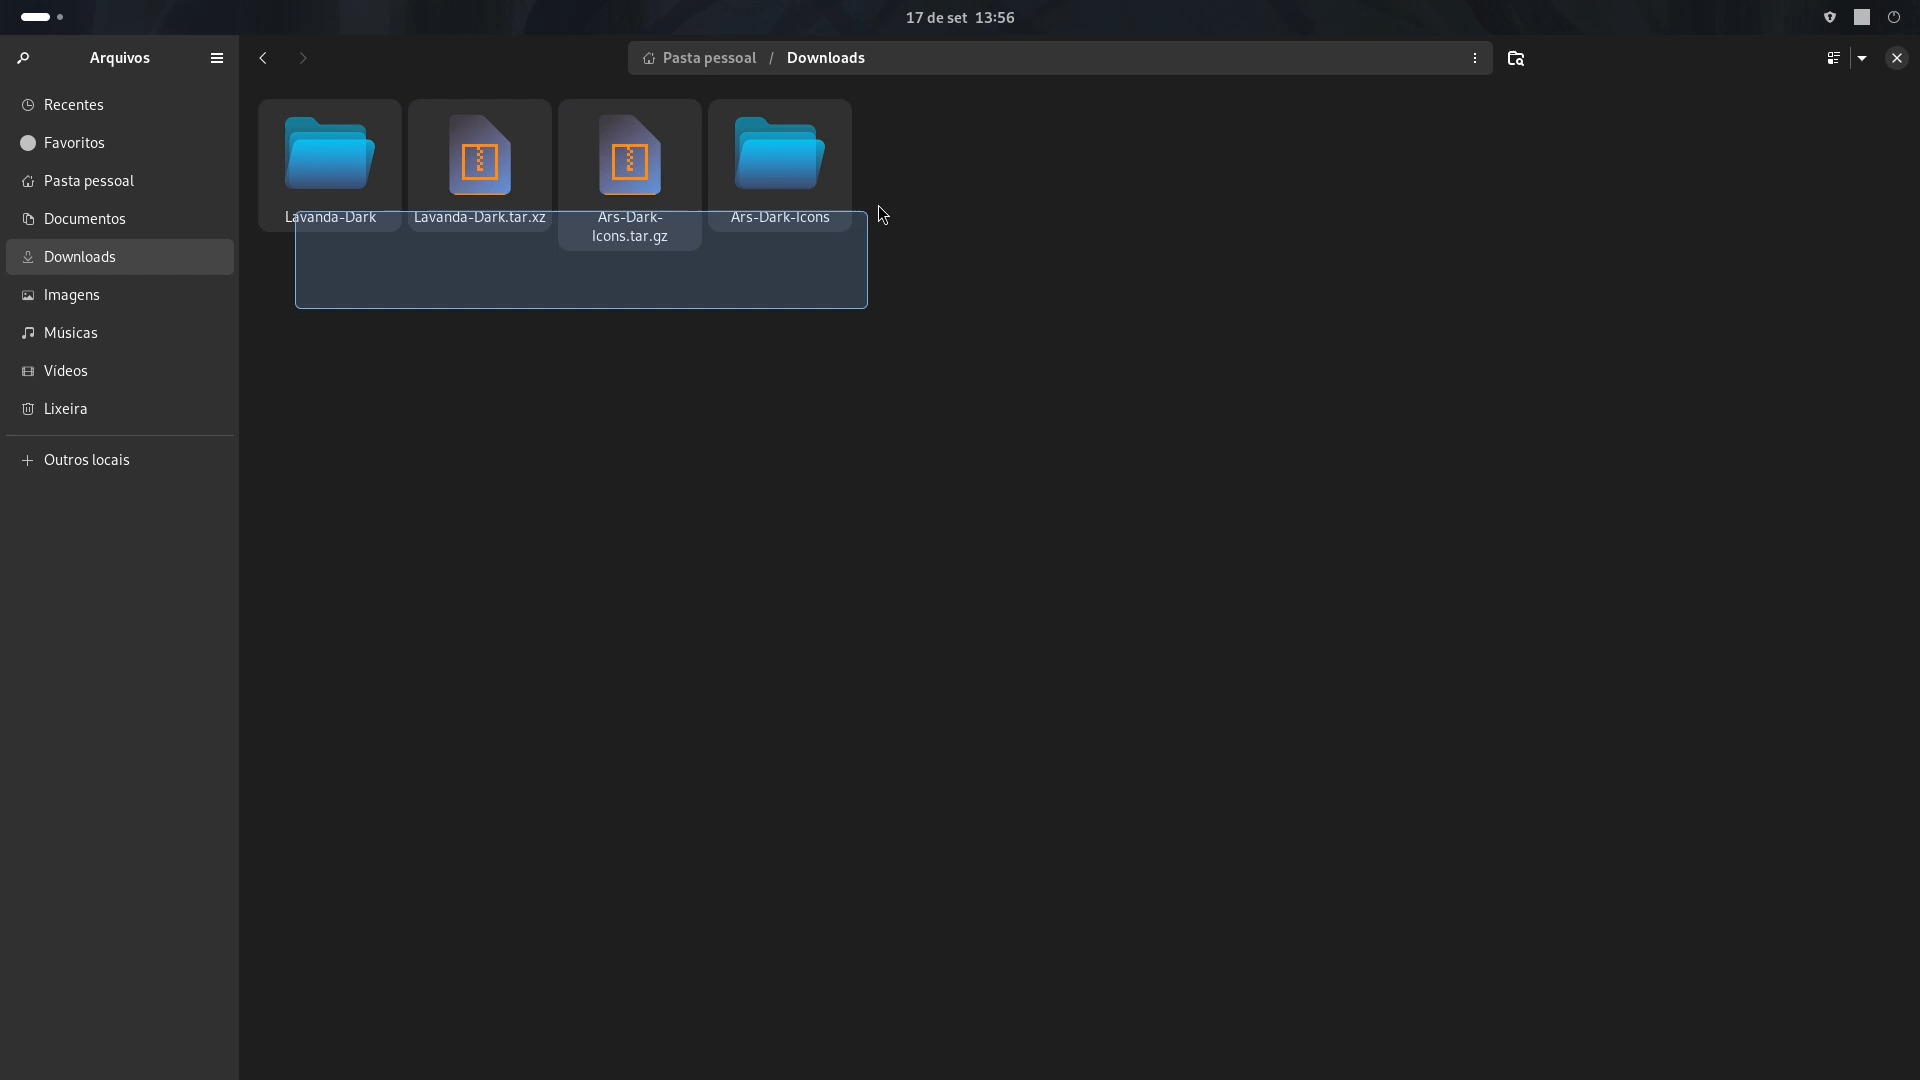 17 de set 13:56
Arquivos
Pasta pessoal / Downloads
Recentes
Favoritos
Pasta pessoal
Documentos
Downloads
Imagens
Músicas
Vídeos
Lixeira
Outros locais
Lavanda-Dark
Lavanda-Dark.tar.xz
Ars-Dark-
Icons.tar.gz
Ars-Dark-Icons